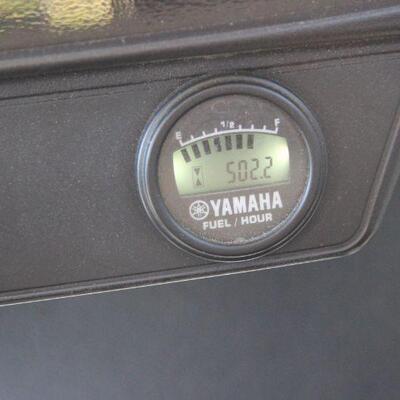 E 1/2 F
502.2
YAMAHA
FUEL / HOUR